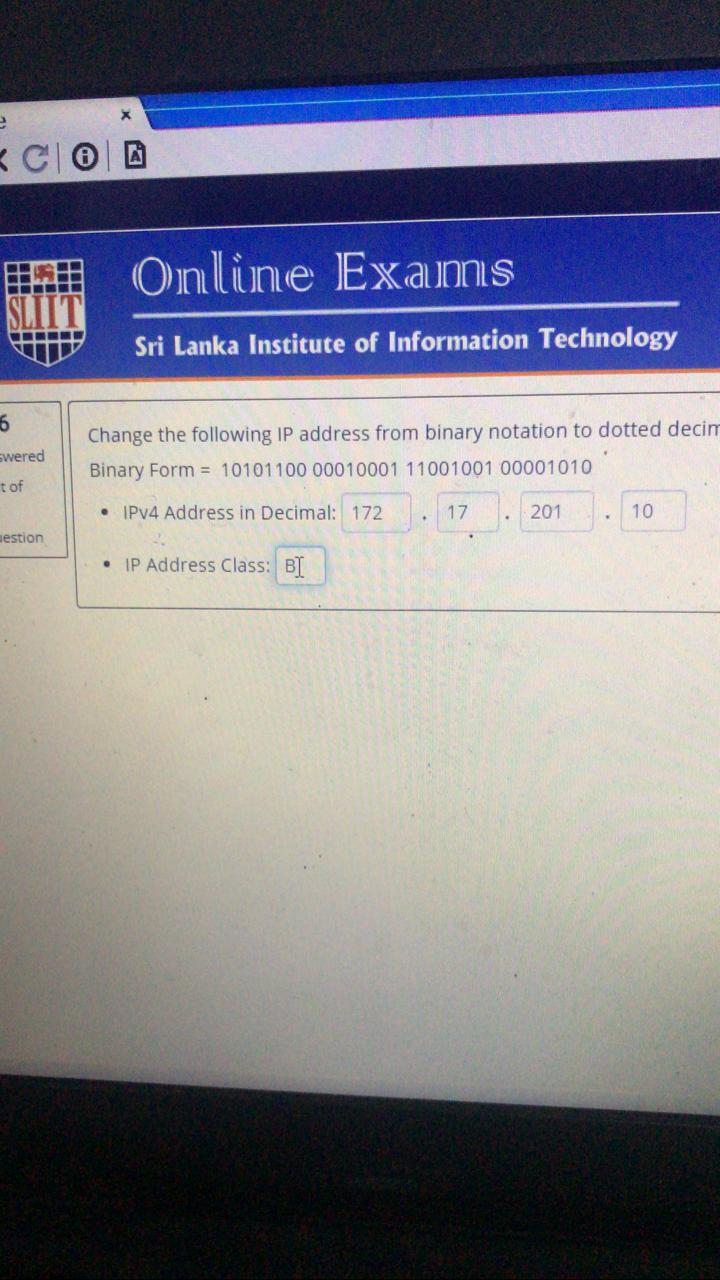 e ×
Online Exams
SLIIT
Sri Lanka Institute of Information Technology
6
swered
t of
estion
Change the following IP address from binary notation to dotted decim
Binary Form = 10101100 00010001 11001001 00001010
• IPv4 Address in Decimal: 172 . 17 . 201 . 10
• IP Address Class: B